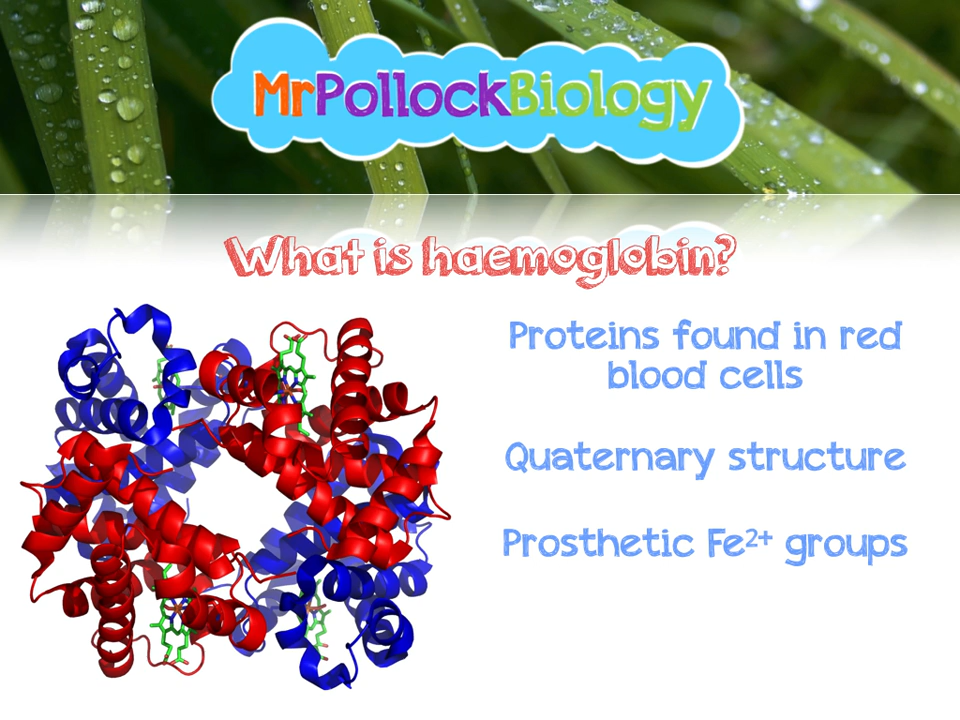 MrPollockBiology
What is haemoglobin?
Proteins found in red
blood cells
Quaternary structure
Prosthetic Fe²⁺ groups